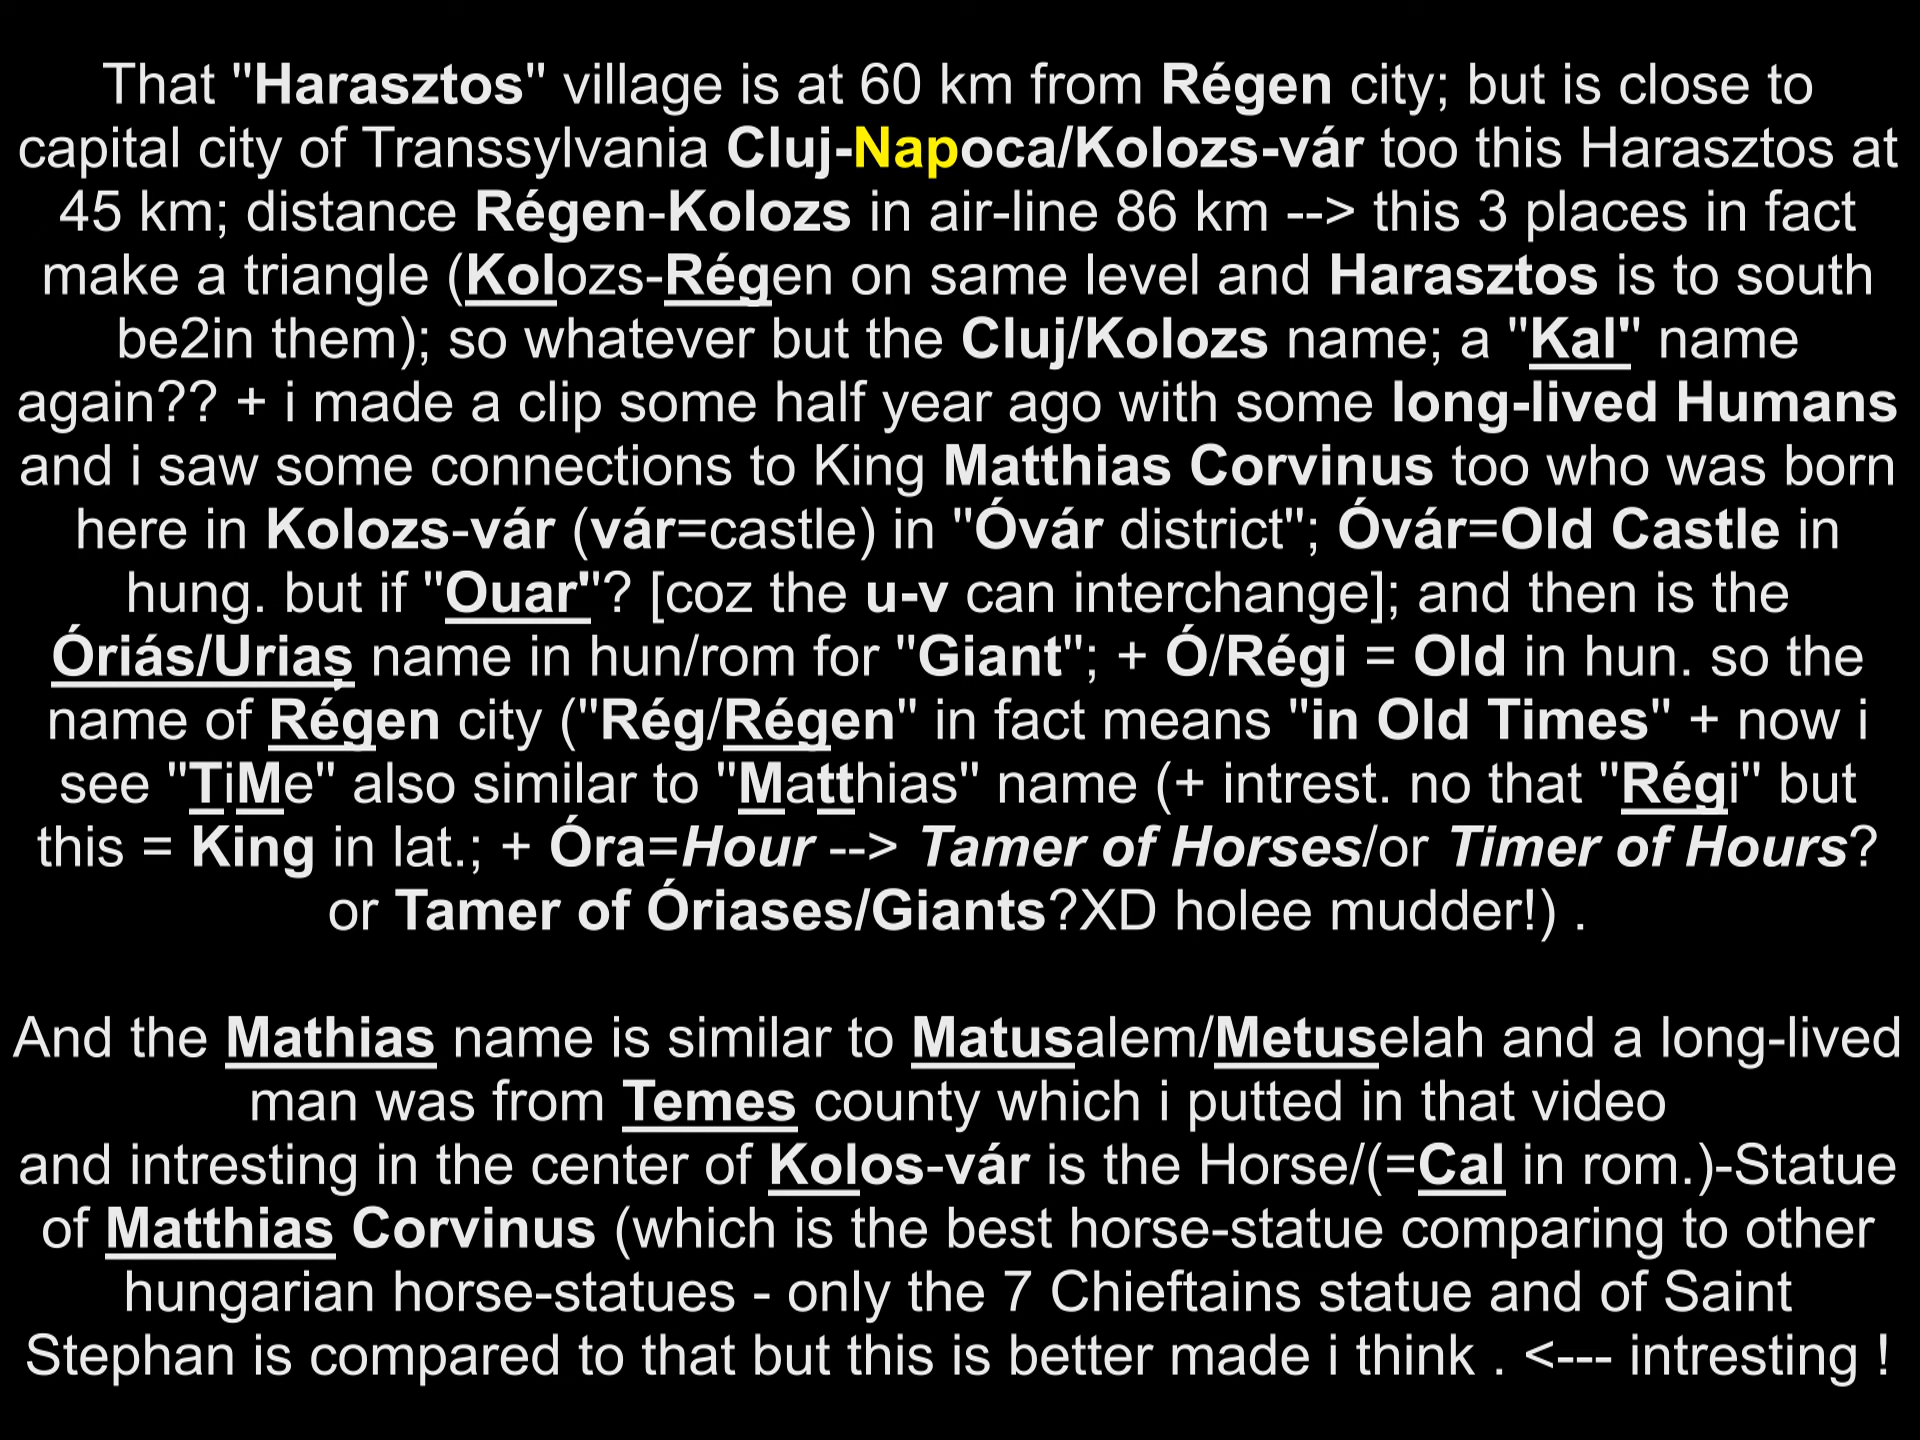 That "Harasztos" village is at 60 km from Régen city; but is close to
capital city of Transsylvania Cluj-Napoca/Kolozs-vár too this Harasztos at
45 km; distance Régen-Kolozs in air-line 86 km --> this 3 places in fact
make a triangle (Kolozs-Régen on same level and Harasztos is to south
be2in them); so whatever but the Cluj/Kolozs name; a "Kal" name
again?? + i made a clip some half year ago with some long-lived Humans
and i saw some connections to King Matthias Corvinus too who was born
here in Kolozs-vár (vár=castle) in "Óvár district"; Óvár=Old Castle in
hung. but if "Ouar"? [coz the u-v can interchange]; and then is the
Óriás/Uriaș name in hun/rom for "Giant"; + Ó/Régi = Old in hun. so the
name of Régen city ("Rég/Régen" in fact means "in Old Times" + now i
see "TiMe" also similar to "Matthias" name (+ intrest. no that "Régi" but
this = King in lat.; + Óra=Hour --> Tamer of Horses/or Timer of Hours?
or Tamer of Óriases/Giants?XD holee mudder!) .
And the Mathias name is similar to Matusalem/Metuselah and a long-lived
man was from Temes county which i putted in that video
and intresting in the center of Kolos-vár is the Horse/(=Cal in rom.)-Statue
of Matthias Corvinus (which is the best horse-statue comparing to other
hungarian horse-statues - only the 7 Chieftains statue and of Saint
Stephan is compared to that but this is better made i think . <--- intresting !